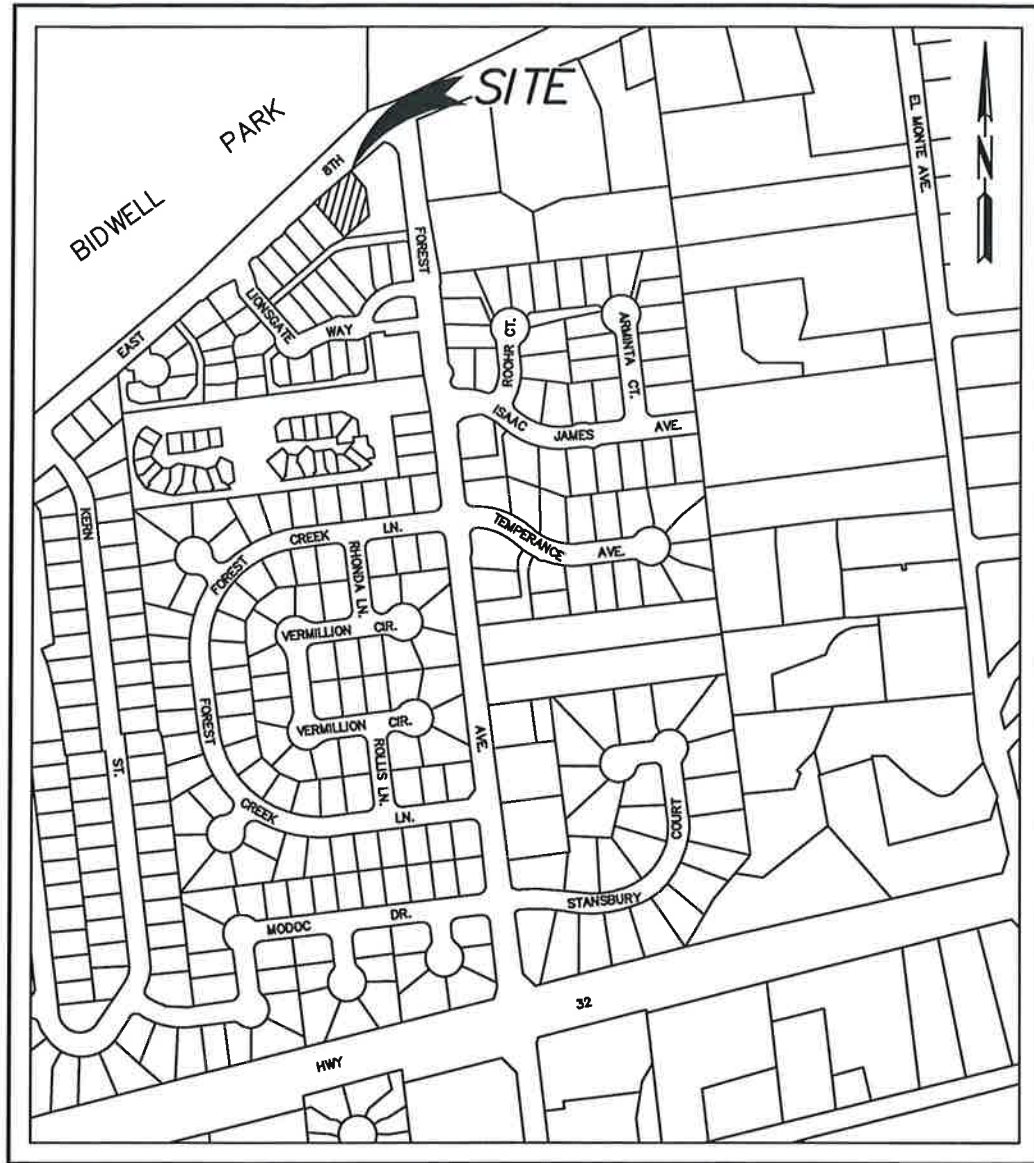 SITE
PARK
BIDWELL
EAST
8TH
N
EL MONTE AVE.
FOREST
AVE.
LIONSGATE
WAY
ROOHR CT.
ARMINTA CT.
ISAAC
JAMES
AVE.
KERN
ST.
FOREST
CREEK
LN.
TEMPERANCE
AVE.
RHONDA LN.
VERMILLION
CIR.
FOREST
VERMILLION
CIR.
ROLLIS LN.
CREEK
LN.
COURT
STANSBURY
MODOC
DR.
32
HWY